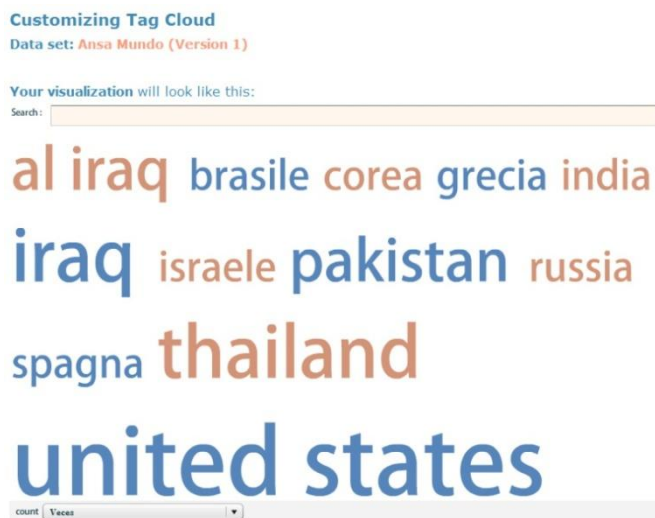 Customizing Tag Cloud
Data set: Ansa Mundo (Version 1)
Your visualization will look like this:
Search :
al iraq brasile corea grecia india
iraq israele pakistan russia
spagna thailand
united states
count Veces